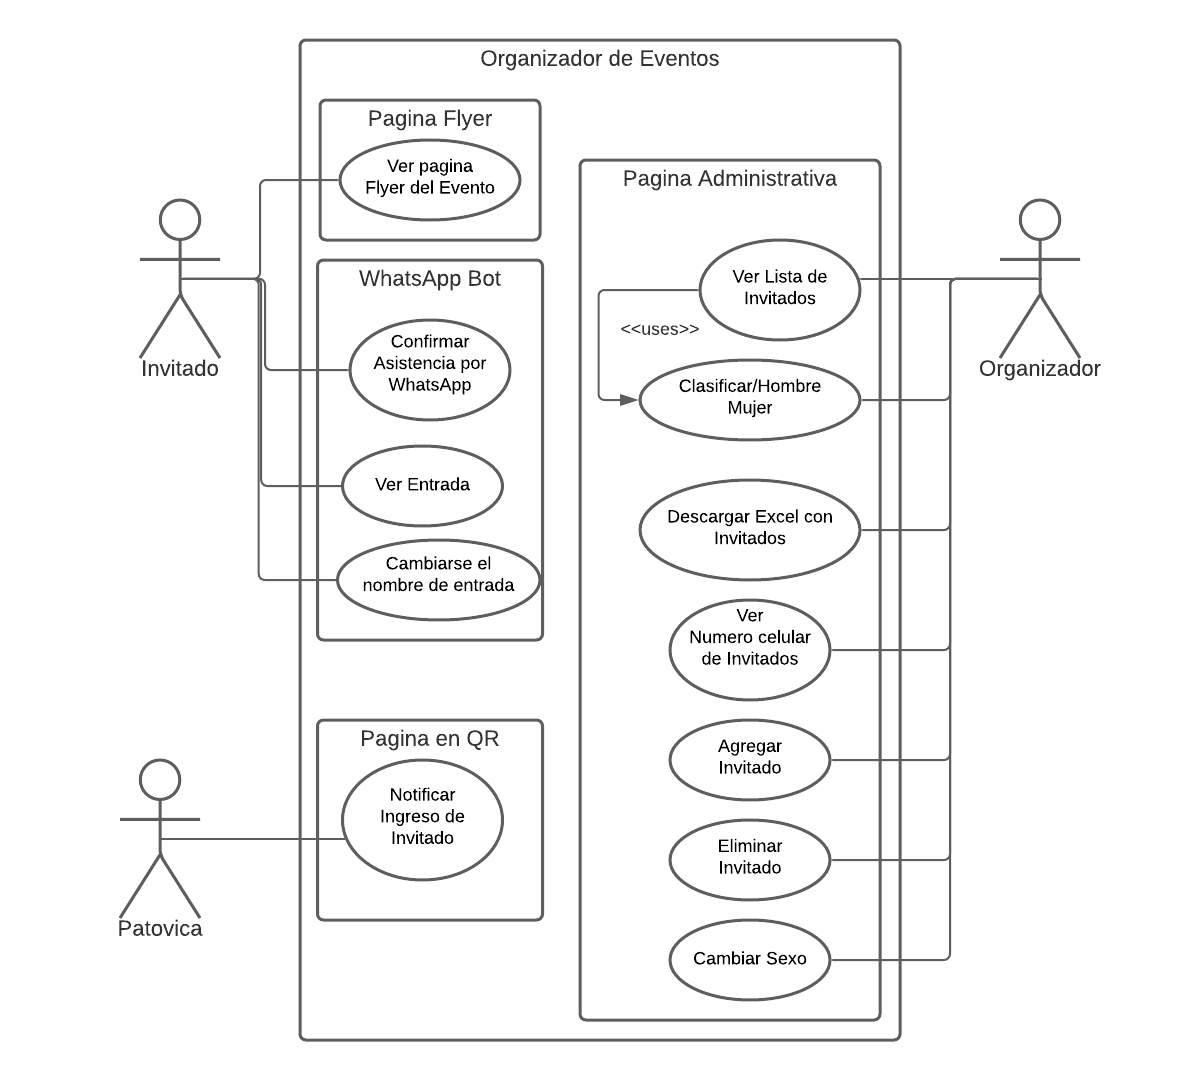 Organizador de Eventos
Pagina Flyer
Ver pagina
Flyer del Evento
WhatsApp Bot
Confirmar
Asistencia por
WhatsApp
Ver Entrada
Cambiarse el
nombre de entrada
Pagina en QR
Notificar
Ingreso de
Invitado
Pagina Administrativa
Ver Lista de
Invitados
<<uses>>
Clasificar/Hombre
Mujer
Descargar Excel con
Invitados
Ver
Numero celular
de Invitados
Agregar
Invitado
Eliminar
Invitado
Cambiar Sexo
Invitado
Patovica
Organizador